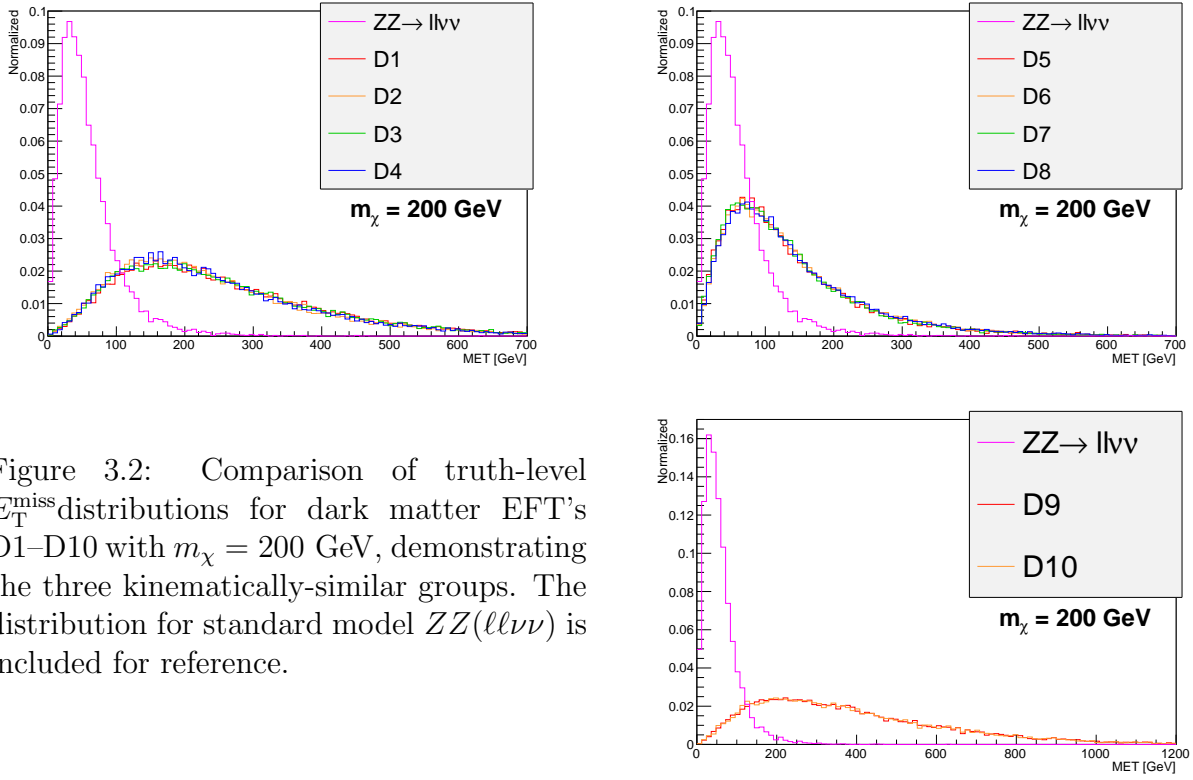 Normalized
0.1
0.09
0.08
0.07
0.06
0.05
0.04
0.03
0.02
0.01
0
0 100 200 300 400 500 600 700
MET [GeV]
ZZ→ llνν
D1
D2
D3
D4
mχ = 200 GeV
Normalized
0.1
0.09
0.08
0.07
0.06
0.05
0.04
0.03
0.02
0.01
0
0 100 200 300 400 500 600 700
MET [GeV]
ZZ→ llνν
D5
D6
D7
D8
mχ = 200 GeV
igure 3.2: Comparison of truth-level
E_T^miss distributions for dark matter EFT's
D1–D10 with mχ = 200 GeV, demonstrating
he three kinematically-similar groups. The
distribution for standard model ZZ(ℓℓνν) is
ncluded for reference.
Normalized
0.16
0.14
0.12
0.1
0.08
0.06
0.04
0.02
0
0 200 400 600 800 1000 1200
MET [GeV]
ZZ→ llνν
D9
D10
mχ = 200 GeV